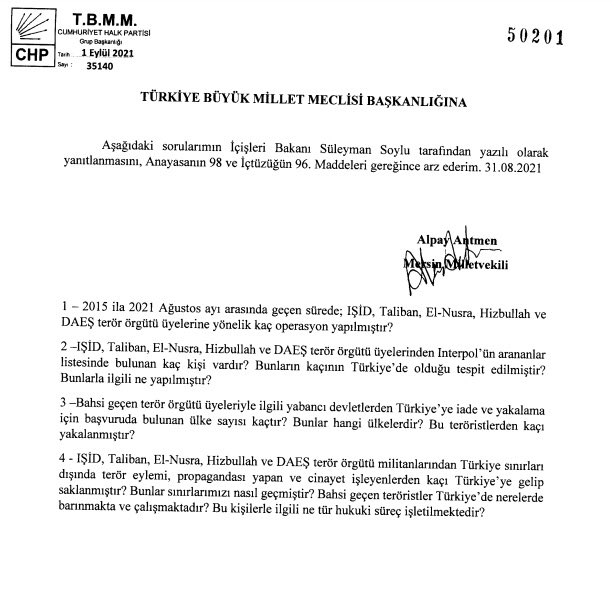 T.B.M.M.
CUMHURİYET HALK PARTİSİ
Grup Başkanlığı
CHP
Tarih : 1 Eylül 2021
Sayı : 35140
50201
TÜRKİYE BÜYÜK MİLLET MECLİSİ BAŞKANLIĞINA
Aşağıdaki sorularımın İçişleri Bakanı Süleyman Soylu tarafından yazılı olarak
yanıtlanmasını, Anayasanın 98 ve İçtüzüğün 96. Maddeleri gereğince arz ederim. 31.08.2021
Alpay Antmen
Mersin Milletvekili
1 – 2015 ila 2021 Ağustos ayı arasında geçen sürede; IŞİD, Taliban, El-Nusra, Hizbullah ve
DAEŞ terör örgütü üyelerine yönelik kaç operasyon yapılmıştır?
2 –IŞİD, Taliban, El-Nusra, Hizbullah ve DAEŞ terör örgütü üyelerinden Interpol'ün arananlar
listesinde bulunan kaç kişi vardır? Bunların kaçının Türkiye'de olduğu tespit edilmiştir?
Bunlarla ilgili ne yapılmıştır?
3 –Bahsi geçen terör örgütü üyeleriyle ilgili yabancı devletlerden Türkiye'ye iade ve yakalama
için başvuruda bulunan ülke sayısı kaçtır? Bunlar hangi ülkelerdir? Bu teröristlerden kaçı
yakalanmıştır?
4 - IŞİD, Taliban, El-Nusra, Hizbullah ve DAEŞ terör örgütü militanlarından Türkiye sınırları
dışında terör eylemi, propagandası yapan ve cinayet işleyenlerden kaçı Türkiye'ye gelip
saklanmıştır? Bunlar sınırlarımızı nasıl geçmiştir? Bahsi geçen teröristler Türkiye'de nerelerde
barınmakta ve çalışmaktadır? Bu kişilerle ilgili ne tür hukuki süreç işletilmektedir?